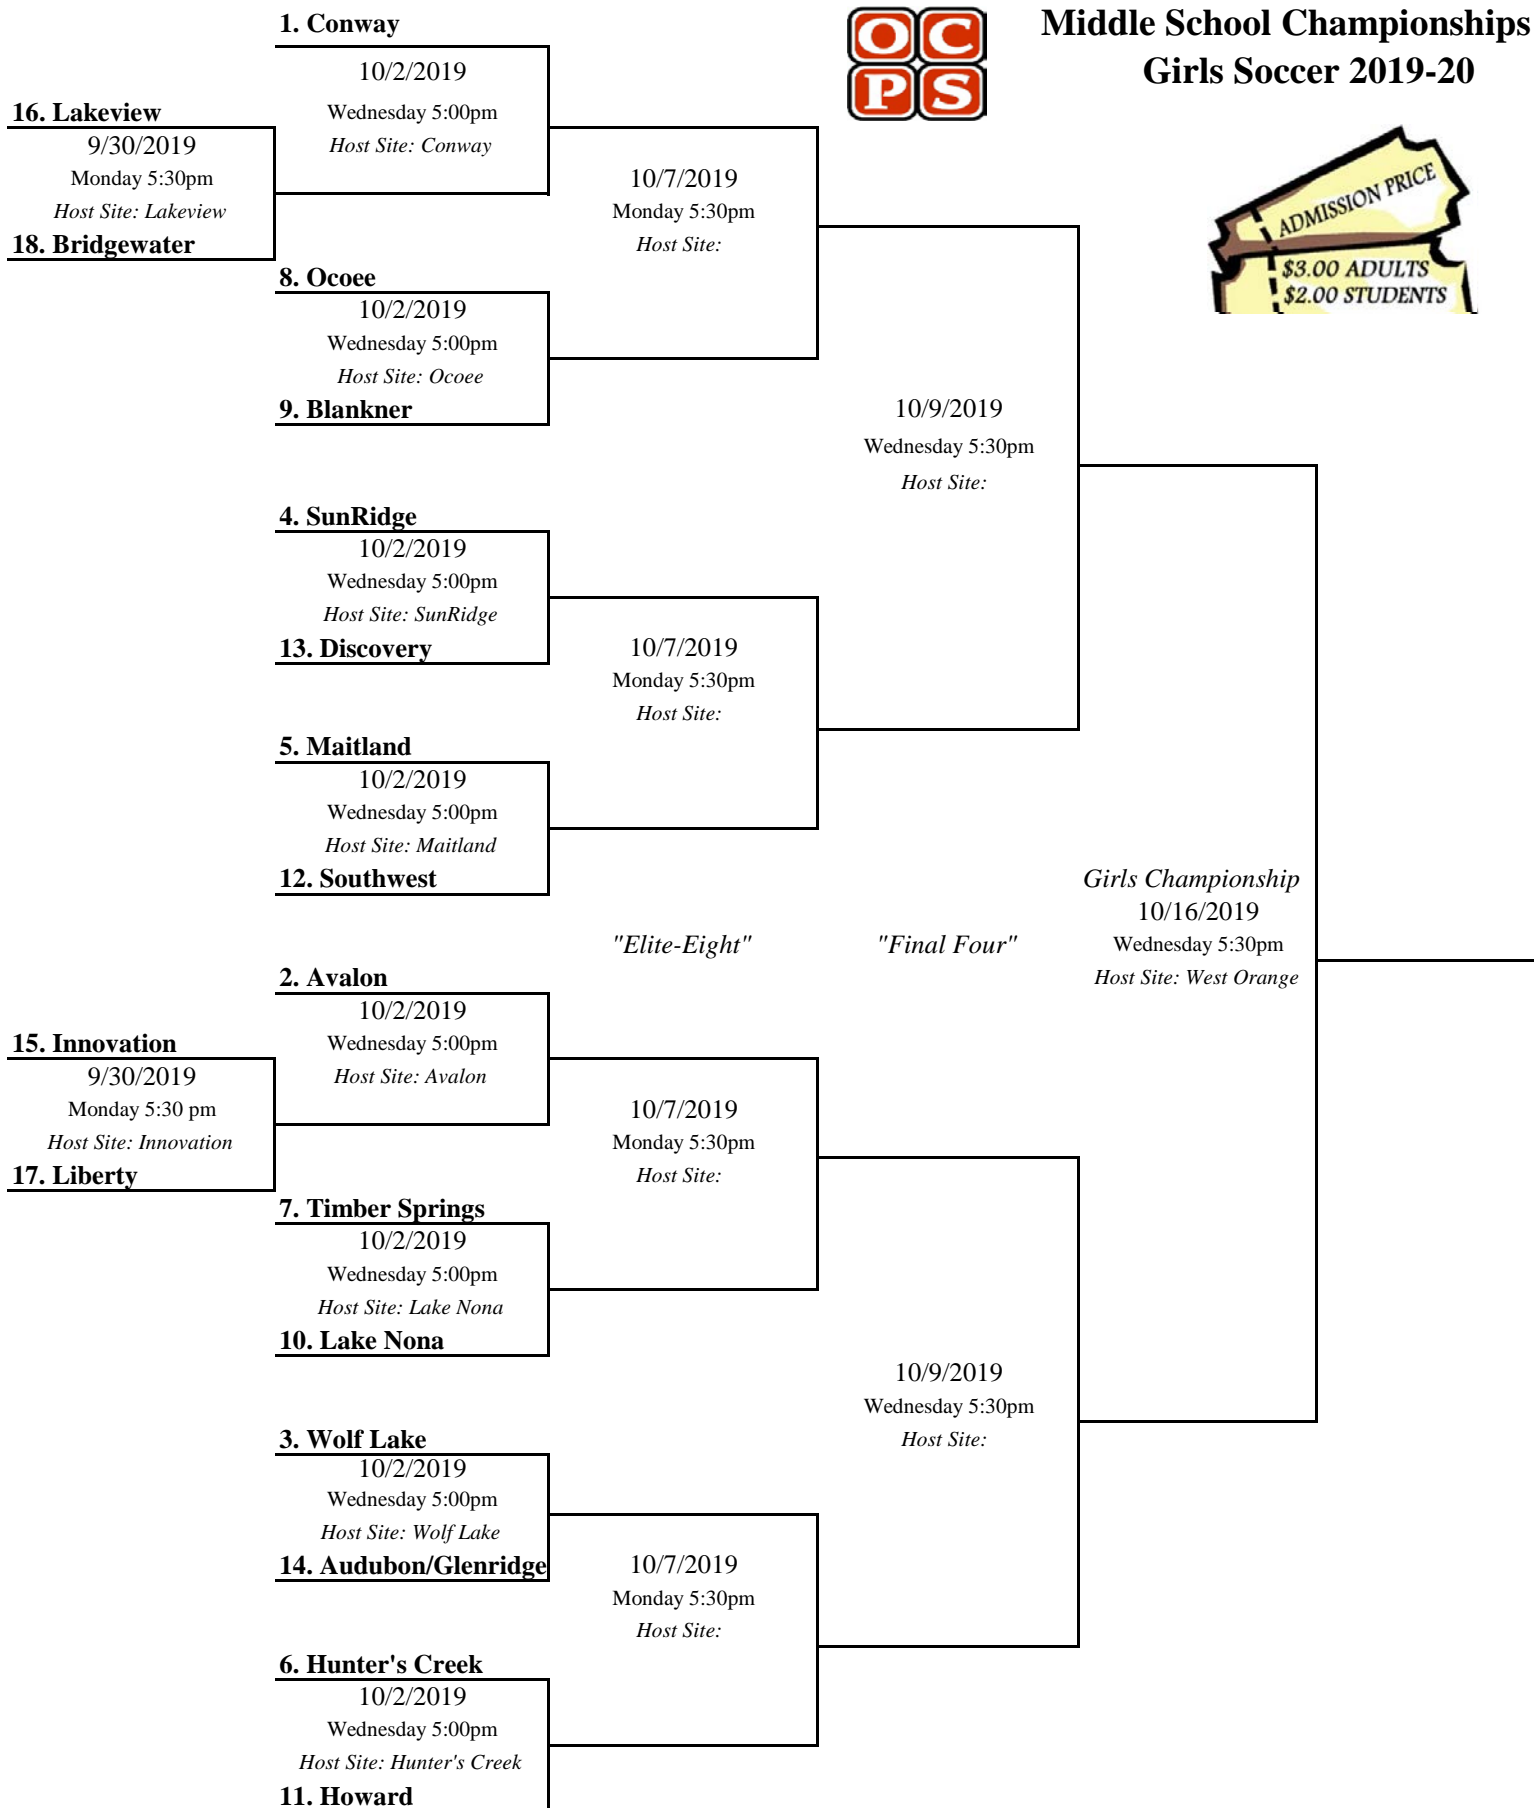 Middle School Championships
Girls Soccer 2019-20
OC
PS
ADMISSION PRICE
$3.00 ADULTS
$2.00 STUDENTS
16. Lakeview
9/30/2019
Monday 5:30pm
Host Site: Lakeview
18. Bridgewater
15. Innovation
9/30/2019
Monday 5:30 pm
Host Site: Innovation
17. Liberty
1. Conway
10/2/2019
Wednesday 5:00pm
Host Site: Conway
8. Ocoee
10/2/2019
Wednesday 5:00pm
Host Site: Ocoee
9. Blankner
4. SunRidge
10/2/2019
Wednesday 5:00pm
Host Site: SunRidge
13. Discovery
5. Maitland
10/2/2019
Wednesday 5:00pm
Host Site: Maitland
12. Southwest
2. Avalon
10/2/2019
Wednesday 5:00pm
Host Site: Avalon
7. Timber Springs
10/2/2019
Wednesday 5:00pm
Host Site: Lake Nona
10. Lake Nona
3. Wolf Lake
10/2/2019
Wednesday 5:00pm
Host Site: Wolf Lake
14. Audubon/Glenridge
6. Hunter's Creek
10/2/2019
Wednesday 5:00pm
Host Site: Hunter's Creek
11. Howard
10/7/2019
Monday 5:30pm
Host Site:
10/7/2019
Monday 5:30pm
Host Site:
"Elite-Eight"
10/7/2019
Monday 5:30pm
Host Site:
10/7/2019
Monday 5:30pm
Host Site:
10/9/2019
Wednesday 5:30pm
Host Site:
"Final Four"
10/9/2019
Wednesday 5:30pm
Host Site:
Girls Championship
10/16/2019
Wednesday 5:30pm
Host Site: West Orange